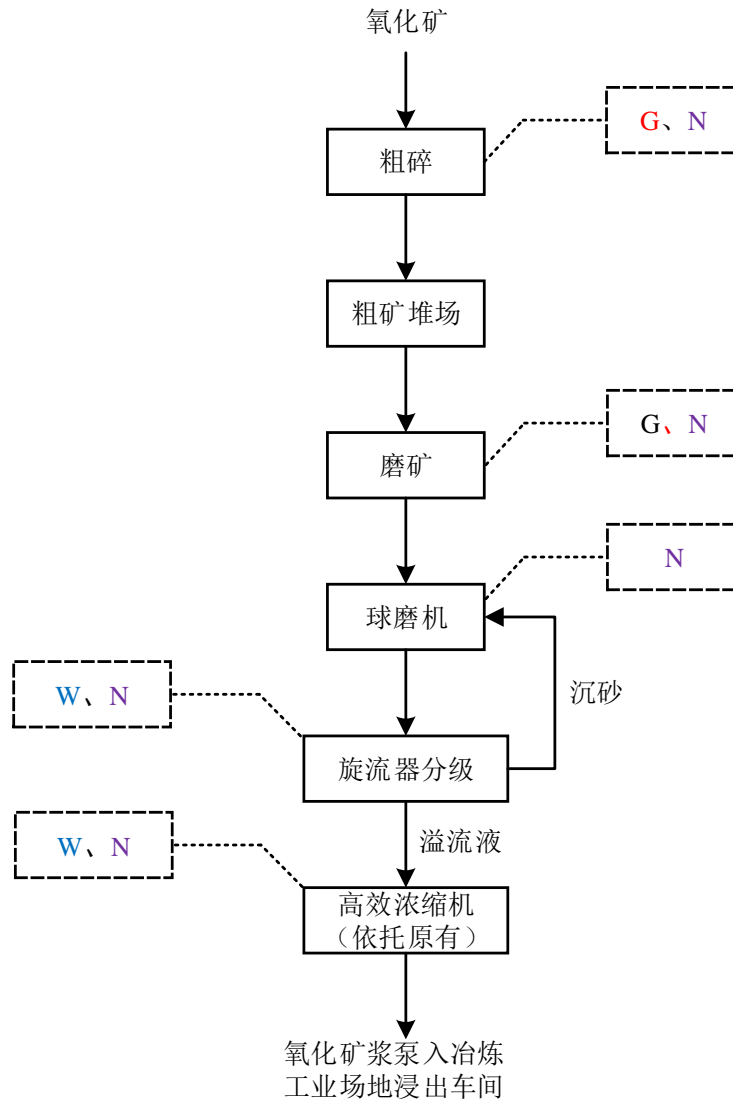 氧化矿
G、N
粗碎
粗矿堆场
G、N
磨矿
N
球磨机
沉砂
W、N
旋流器分级
溢流液
W、N
高效浓缩机
（依托原有）
氧化矿浆泵入冶炼
工业场地浸出车间